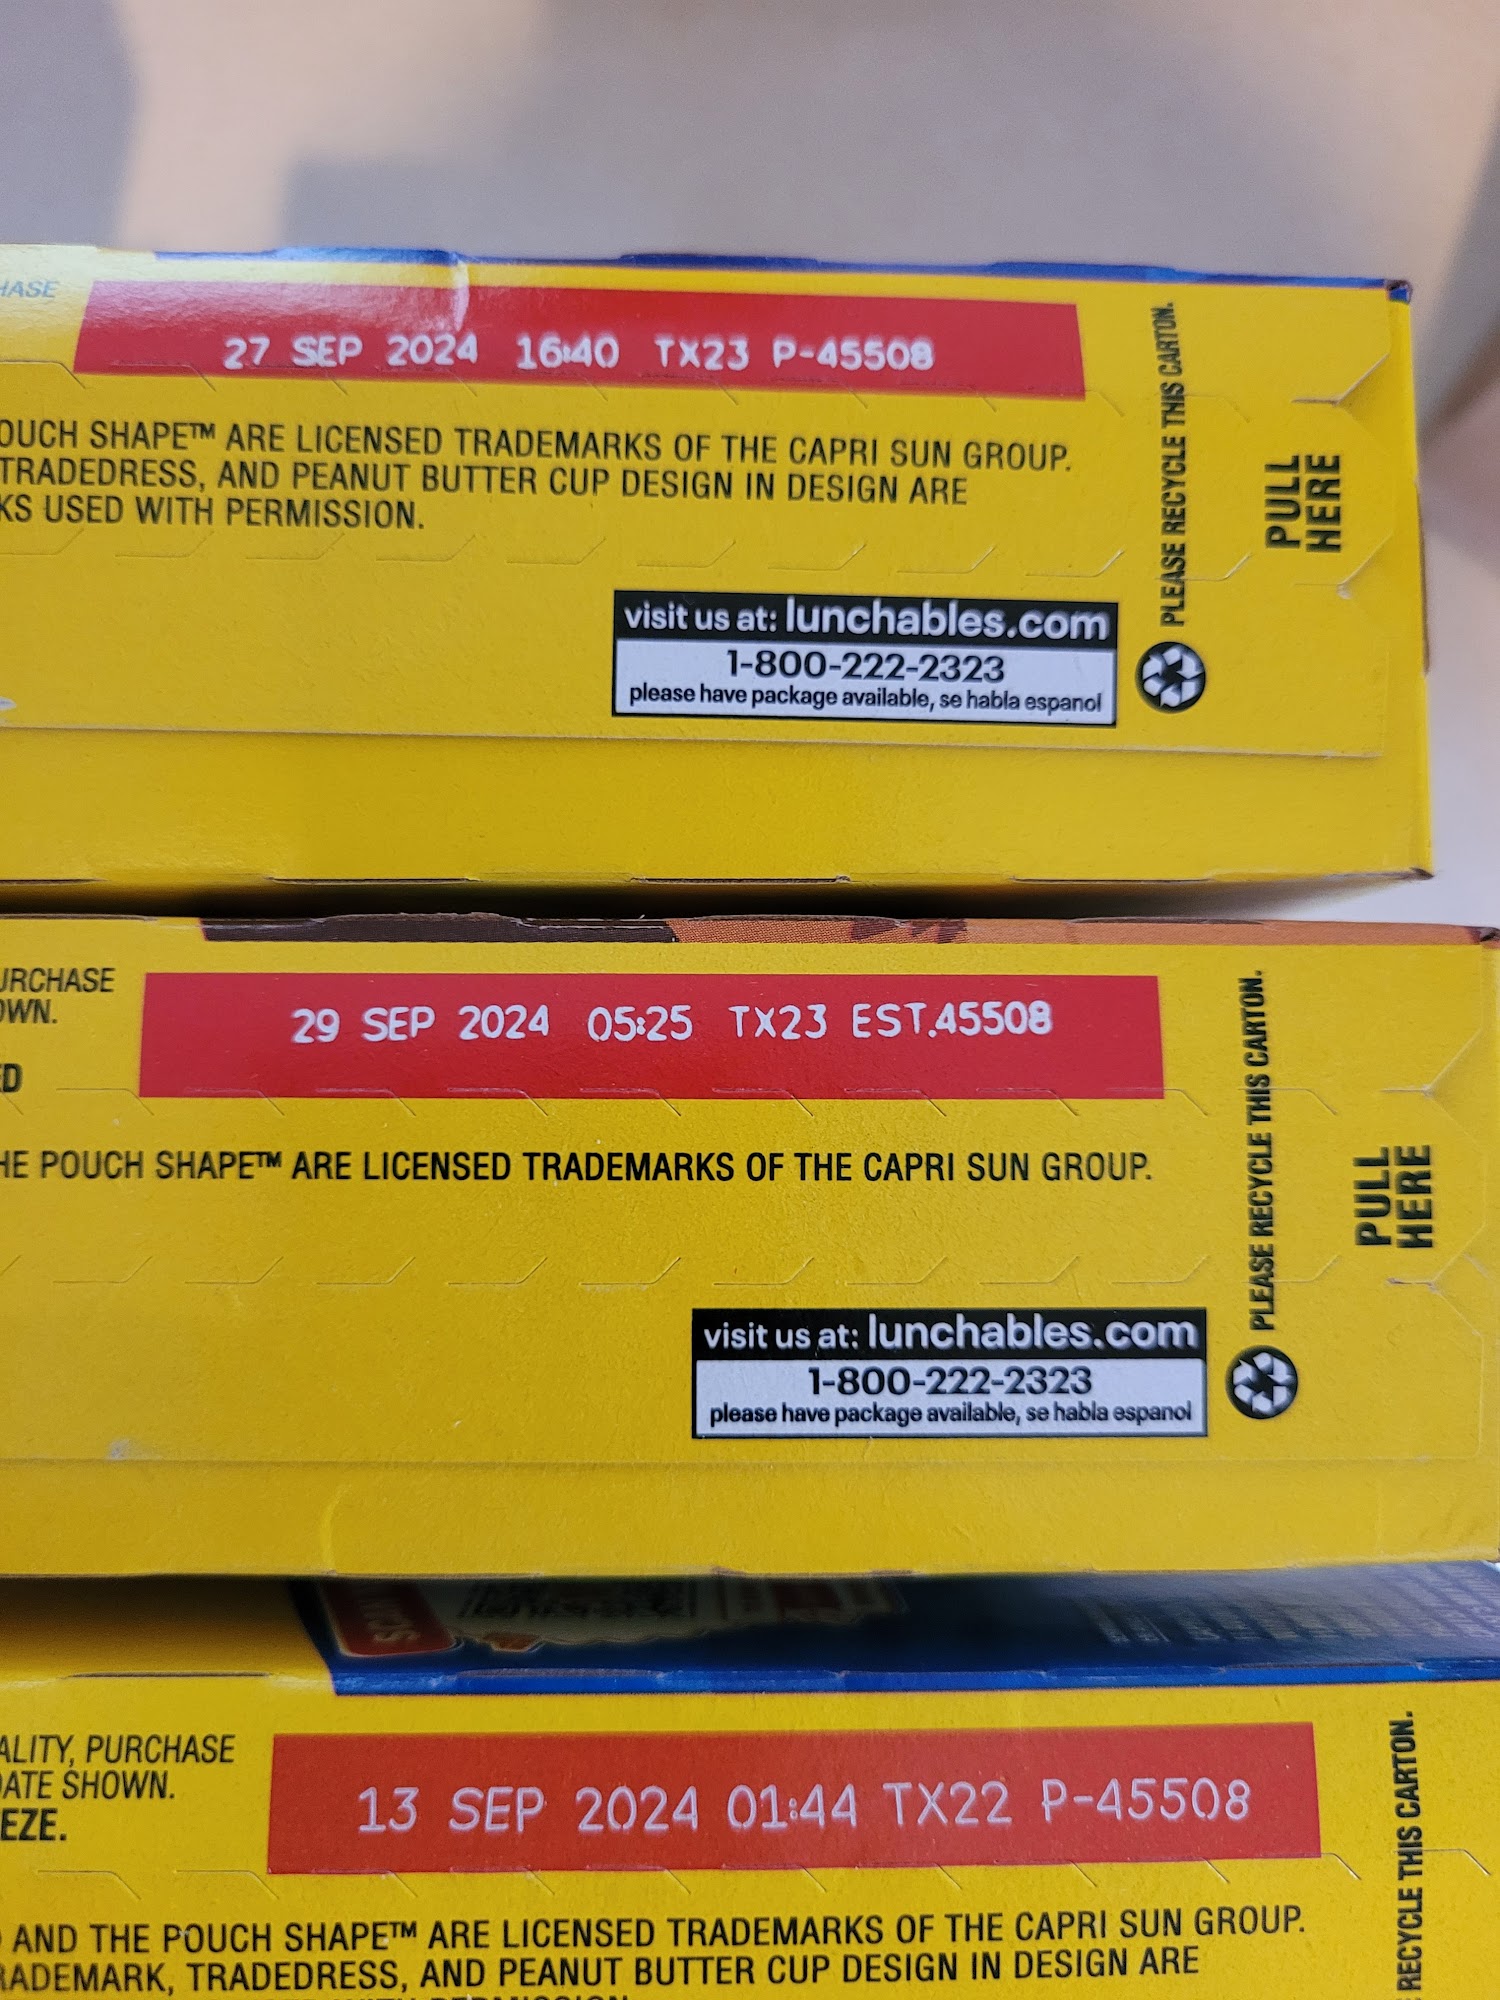 HASE
27 SEP 2024 16:40 TX23 P-45508
OUCH SHAPE™ ARE LICENSED TRADEMARKS OF THE CAPRI SUN GROUP.
TRADEDRESS, AND PEANUT BUTTER CUP DESIGN IN DESIGN ARE
KS USED WITH PERMISSION.
visit us at: lunchables.com
1-800-222-2323
please have package available, se habla espanol
PLEASE RECYCLE THIS CARTON.
PULL
HERE
URCHASE
OWN.
ED
29 SEP 2024 05:25 TX23 EST.45508
HE POUCH SHAPE™ ARE LICENSED TRADEMARKS OF THE CAPRI SUN GROUP.
visit us at: lunchables.com
1-800-222-2323
please have package available, se habla espanol
PLEASE RECYCLE THIS CARTON.
PULL
HERE
ALITY, PURCHASE
DATE SHOWN.
EZE.
13 SEP 2024 01:44 TX22 P-45508
AND THE POUCH SHAPE™ ARE LICENSED TRADEMARKS OF THE CAPRI SUN GROUP.
RADEMARK, TRADEDRESS, AND PEANUT BUTTER CUP DESIGN IN DESIGN ARE
RECYCLE THIS CARTON.